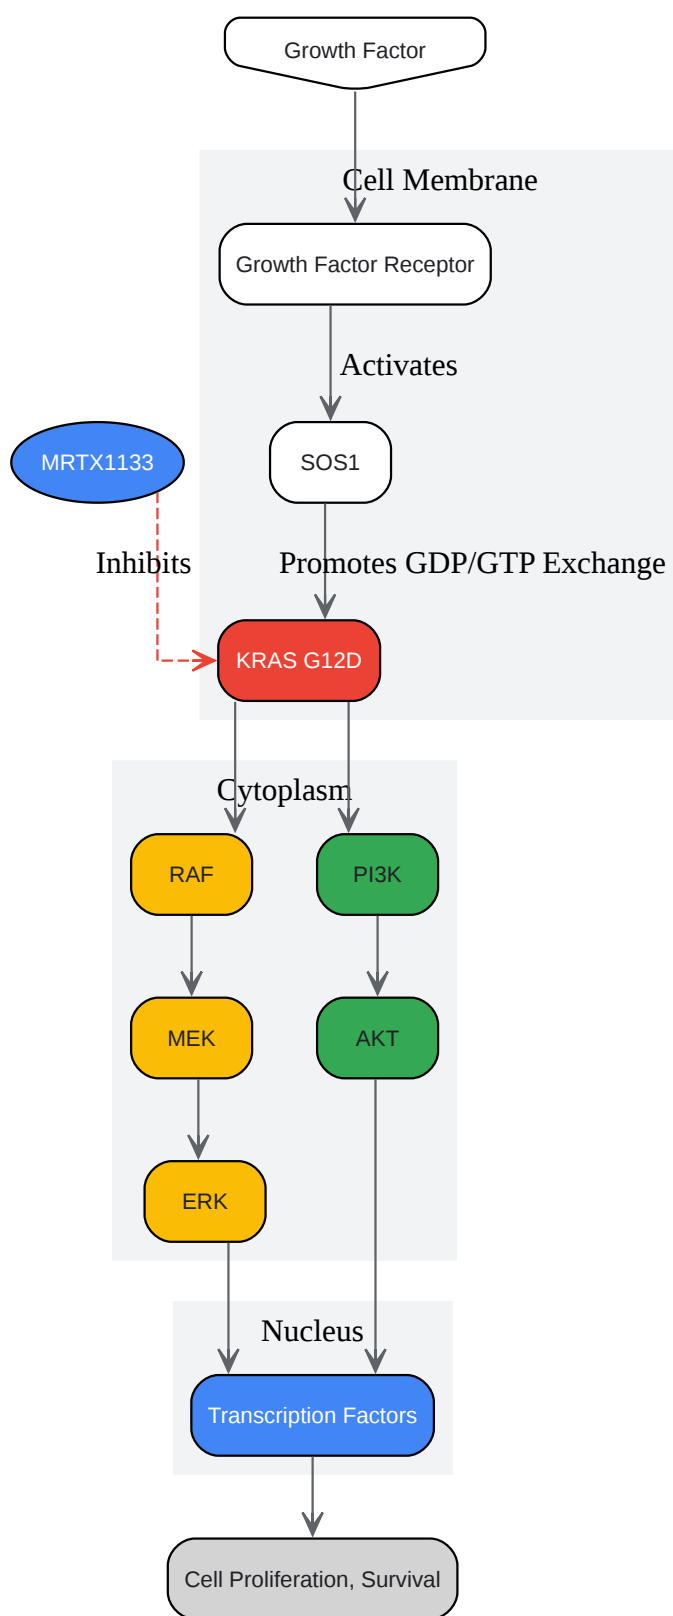 Growth Factor
Cell Membrane
Growth Factor Receptor
Activates
MRTX1133
SOS1
Inhibits
Promotes GDP/GTP Exchange
KRAS G12D
Cytoplasm
RAF
PI3K
MEK
AKT
ERK
Nucleus
Transcription Factors
Cell Proliferation, Survival